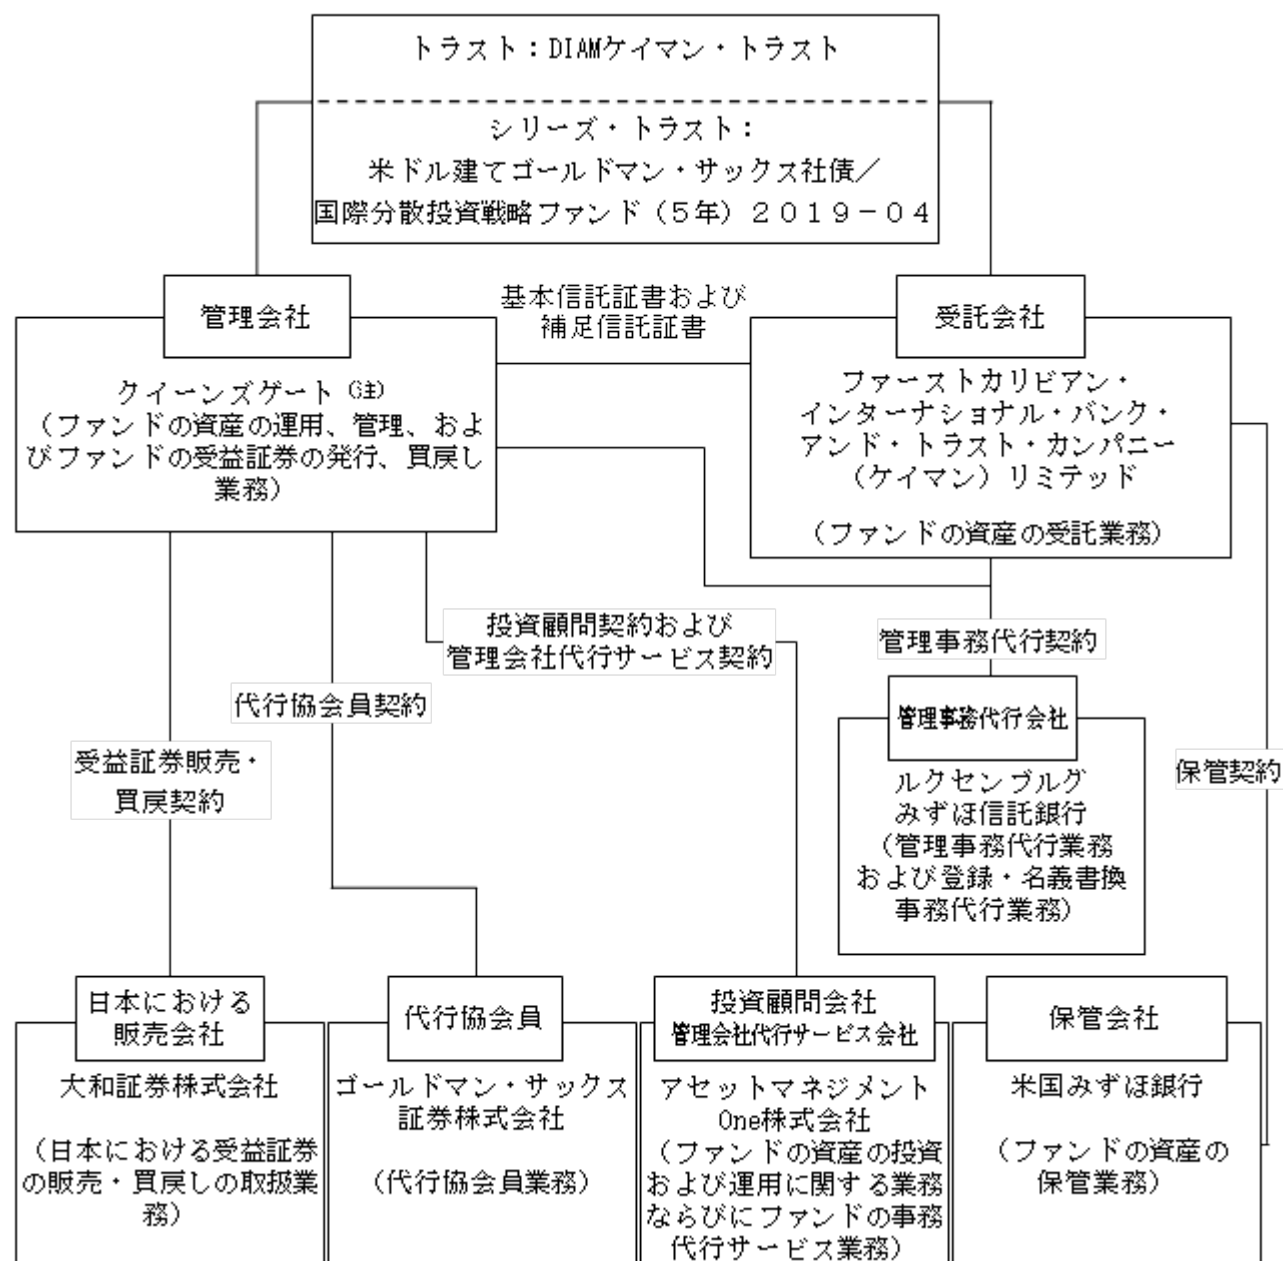 トラスト：DIAMケイマン・トラスト
シリーズ・トラスト：
米ドル建てゴールドマン・サックス社債／
国際分散投資戦略ファンド（5年）２０１９－０４
管理会社
基本信託証書および
補足信託証書
受託会社
クイーンズゲート（注）
（ファンドの資産の運用、管理、およ
びファンドの受益証券の発行、買戻し
業務）
ファーストカリビアン・
インターナショナル・バンク・
アンド・トラスト・カンパニー
（ケイマン）リミテッド
（ファンドの資産の受託業務）
投資顧問契約および
管理会社代行サービス契約
管理事務代行契約
代行協会員契約
管理事務代行会社
受益証券販売・
買戻契約
保管契約
ルクセンブルグ
みずほ信託銀行
（管理事務代行業務
および登録・名義書換
事務代行業務）
日本における
販売会社
大和証券株式会社
（日本における受益証券
の販売・買戻しの取扱業
務）
代行協会員
ゴールドマン・サックス
証券株式会社
（代行協会員業務）
投資顧問会社
管理会社代行サービス会社
アセットマネジメント
One株式会社
（ファンドの資産の投資
および運用に関する業務
ならびにファンドの事務
代行サービス業務）
保管会社
米国みずほ銀行
（ファンドの資産の
保管業務）